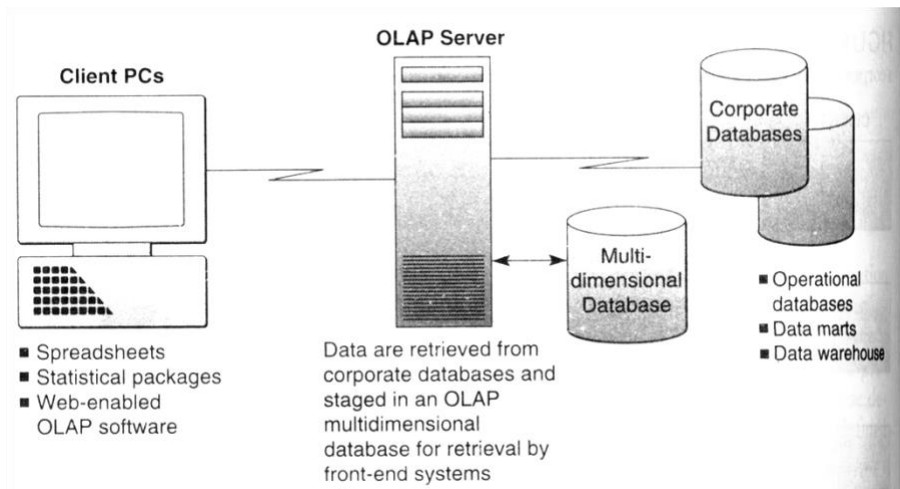 OLAP Server
Client PCs
Corporate
Databases
Multi-
dimensional
Database
■ Spreadsheets
■ Statistical packages
■ Web-enabled
OLAP software
Data are retrieved from
corporate databases and
staged in an OLAP
multidimensional
database for retrieval by
front-end systems
■ Operational
databases
■ Data marts
■ Data warehouse